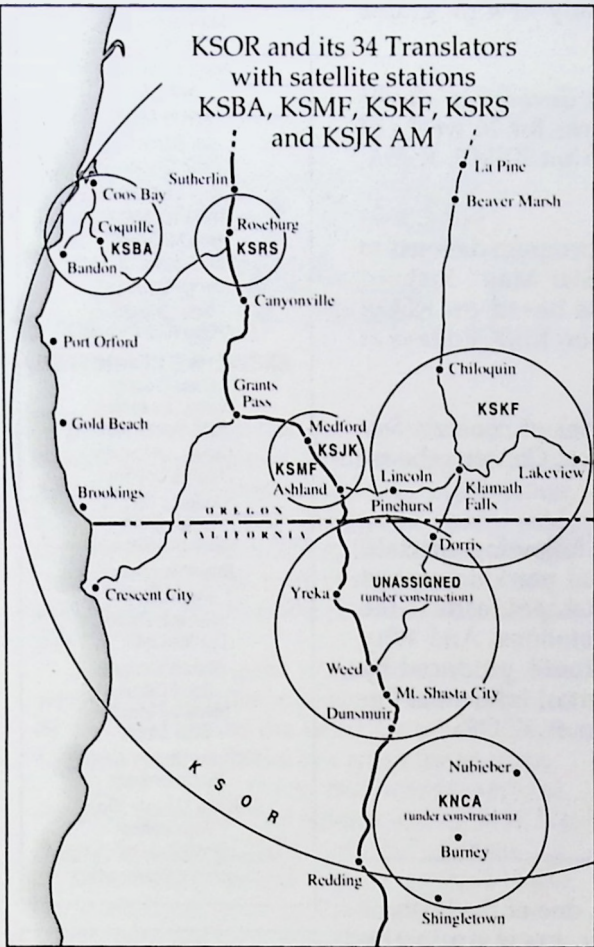 KSOR and its 34 Translators
with satellite stations
KSBA, KSMF, KSKF, KSRS
and KSJK AM
La Pine
Sutherlin
Beaver Marsh
Coos Bay
Coquille
KSBA
Bandon
Roseburg
KSRS
Canyonville
Port Orford
Chiloquin
Grants
Pass
KSKF
Gold Beach
Medford
KSJK
KSMF
Ashland
Lincoln
Pinehurst
Klamath
Falls
Lakeview
Brookings
OREGON
CALIFORNIA
Dorris
Crescent City
Yreka
UNASSIGNED
(under construction)
Weed
Mt. Shasta City
Dunsmuir
KSOR
Nubieber
KNCA
(under construction)
Burney
Redding
Shingletown